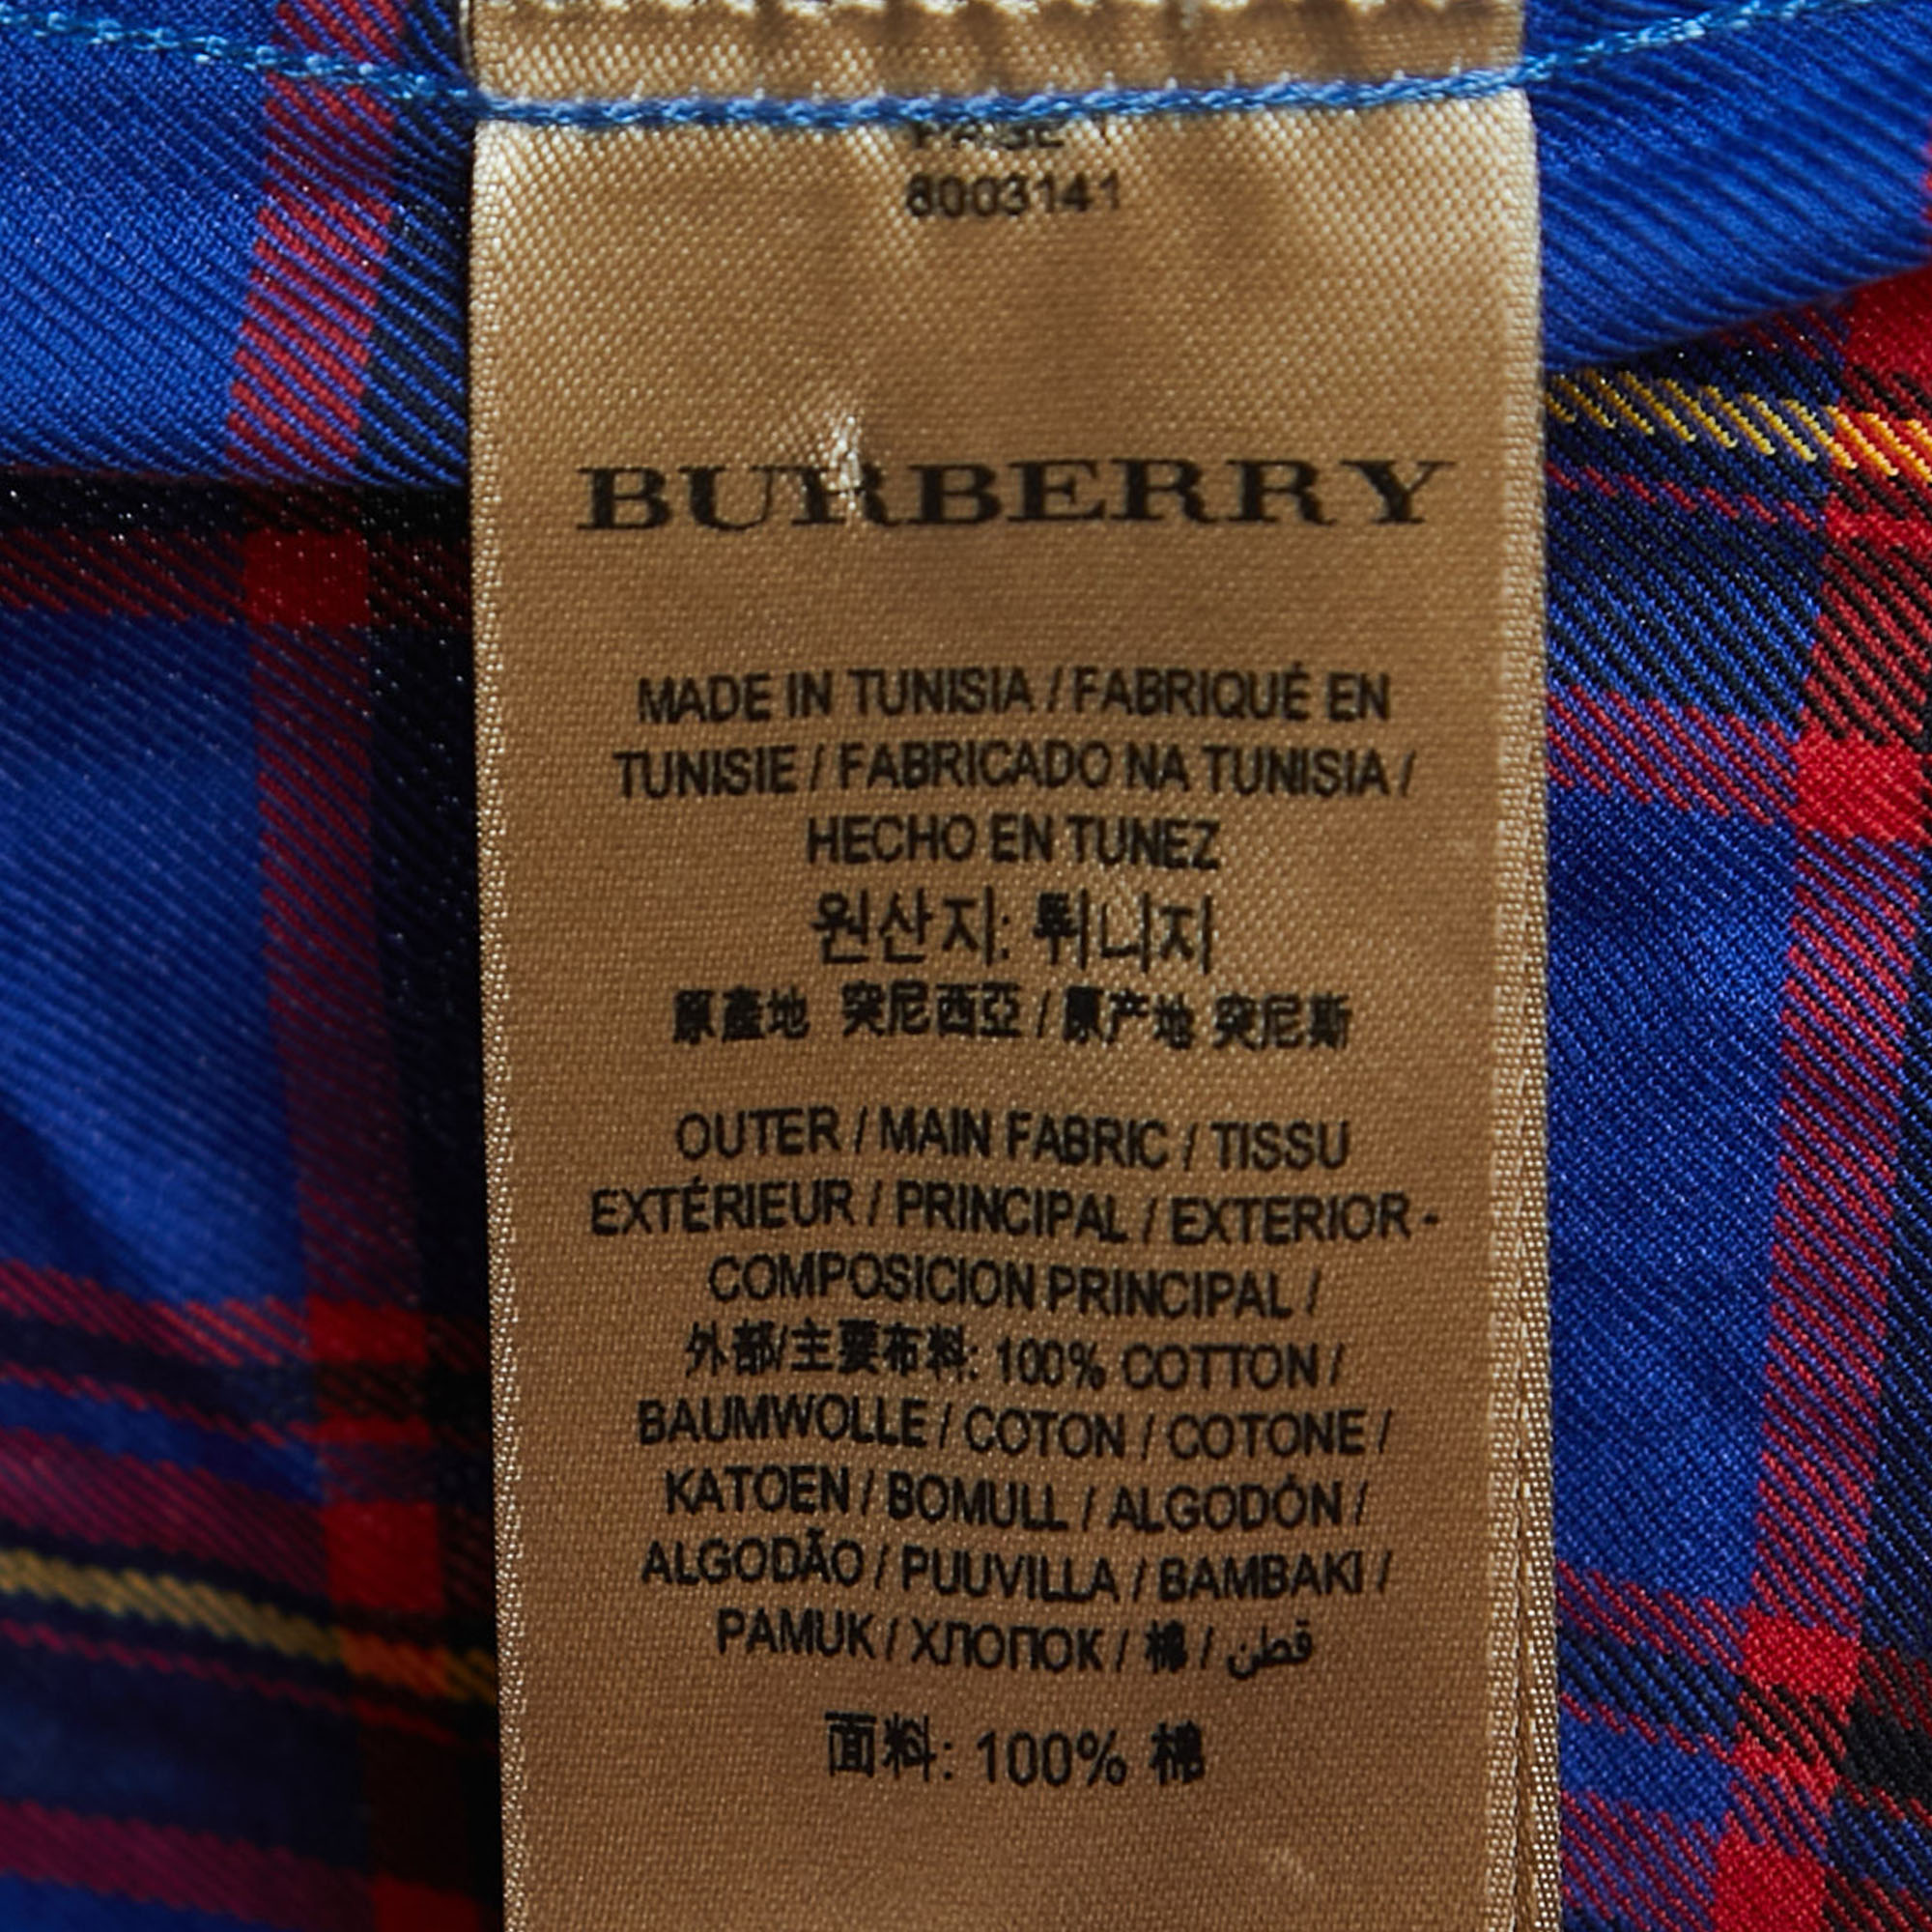 PAGE 1
8003141
BURBERRY
MADE IN TUNISIA / FABRIQUÉ EN
TUNISIE / FABRICADO NA TUNISIA /
HECHO EN TUNEZ
원산지: 튀니지
原產地 突尼西亞 / 原产地 突尼斯
OUTER / MAIN FABRIC / TISSU
EXTÉRIEUR / PRINCIPAL / EXTERIOR -
COMPOSICION PRINCIPAL /
外部/主要布料: 100% COTTON /
BAUMWOLLE / COTON / COTONE /
KATOEN / BOMULL / ALGODÓN /
ALGODÃO / PUUVILLA / BAMBAKI /
PAMUK / ХЛОПОК / 棉 / قطن
面料: 100% 棉